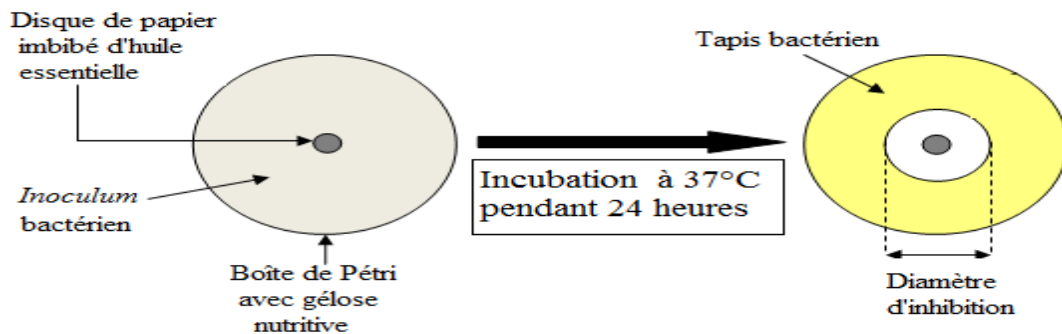 Disque de papier
imbibé d'huile
essentielle
Inoculum
bactérien
Boîte de Pétri
avec gélose
nutritive
Incubation à 37°C
pendant 24 heures
Tapis bactérien
Diamètre
d'inhibition